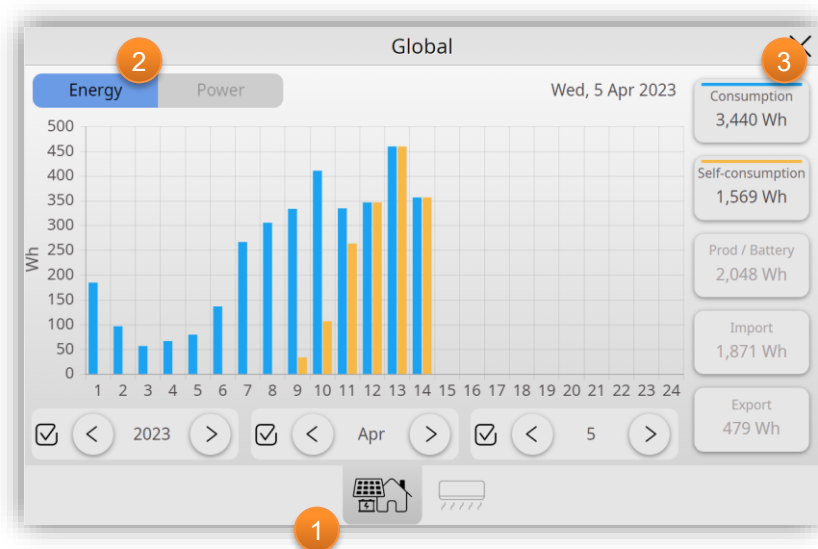 Global
2
3
Energy
Power
Wed, 5 Apr 2023
Consumption
3,440 Wh
Self-consumption
1,569 Wh
Prod / Battery
2,048 Wh
Import
1,871 Wh
Export
479 Wh
Wh
500
450
400
350
300
250
200
150
100
50
0
1 2 3 4 5 6 7 8 9 10 11 12 13 14 15 16 17 18 19 20 21 22 23 24
< 2023 > < Apr > < 5 >
1